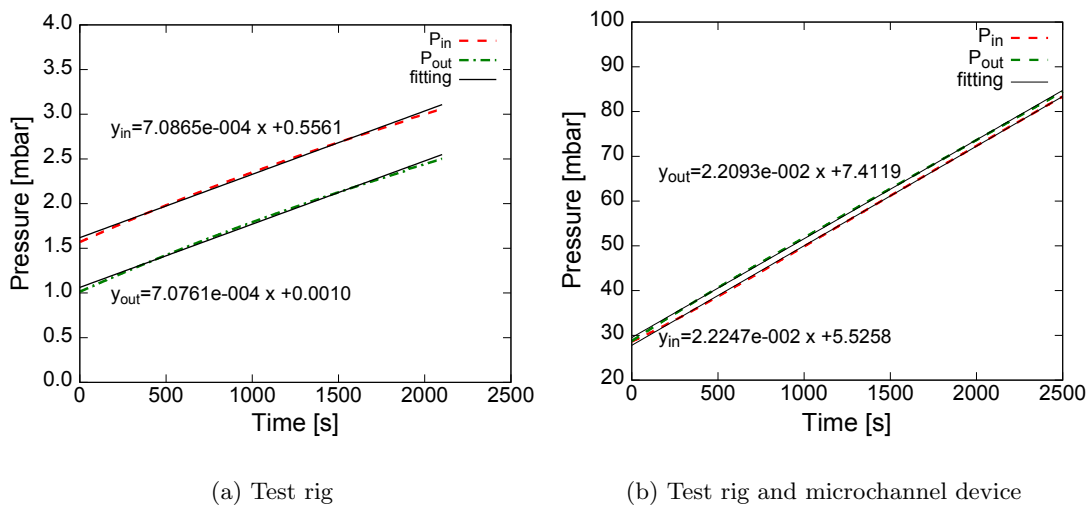 4.0
3.5
3.0
2.5
2.0
1.5
1.0
0.5
0.0
0 500 1000 1500 2000 2500
Pressure [mbar]
Time [s]
P_in
P_out
fitting
y_in=7.0865e-004 x +0.5561
y_out=7.0761e-004 x +0.0010
(a) Test rig
100
90
80
70
60
50
40
30
20
0 500 1000 1500 2000 2500
Pressure [mbar]
Time [s]
P_in
P_out
fitting
y_out=2.2093e-002 x +7.4119
y_in=2.2247e-002 x +5.5258
(b) Test rig and microchannel device